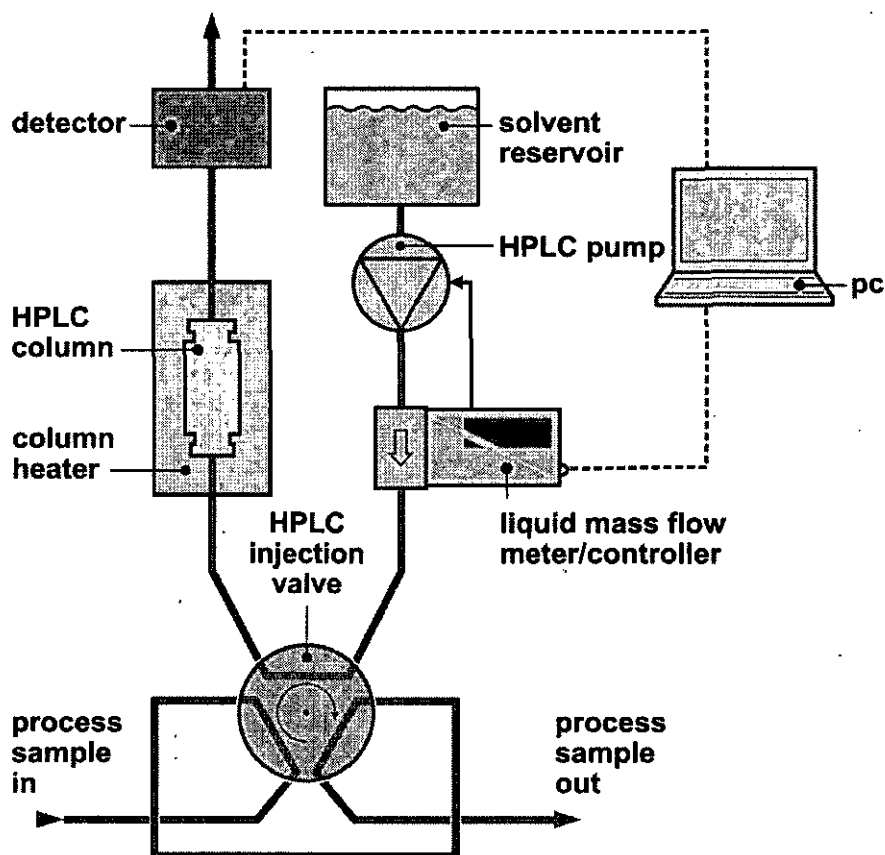 detector
solvent
reservoir
HPLC pump
pc
HPLC
column
column
heater
liquid mass flow
meter/controller
HPLC
injection
valve
process
sample
in
process
sample
out